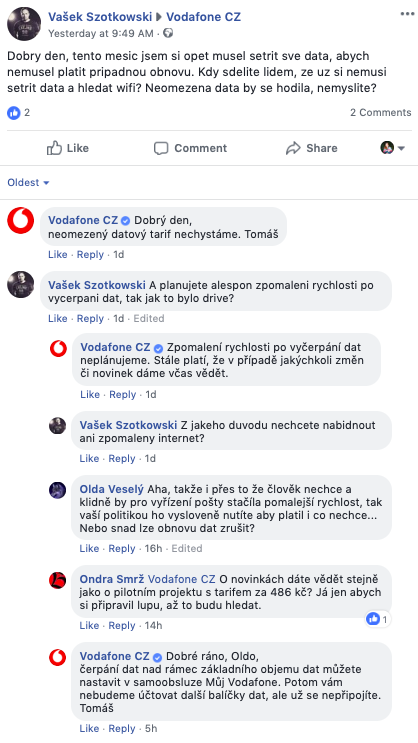 Vašek Szotkowski ▸ Vodafone CZ
Yesterday at 9:49 AM ·
Dobry den, tento mesic jsem si opet musel setrit sve data, abych
nemusel platit pripadnou obnovu. Kdy sdelite lidem, ze uz si nemusi
setrit data a hledat wifi? Neomezena data by se hodila, nemyslite?
2
2 Comments
Like
Comment
Share
Oldest
Vodafone CZ Dobrý den,
neomezený datový tarif nechystáme. Tomáš
Like · Reply · 1d
Vašek Szotkowski A planujete alespon zpomaleni rychlosti po
vycerpani dat, tak jak to bylo drive?
Like · Reply · 1d · Edited
Vodafone CZ Zpomalení rychlosti po vyčerpání dat
neplánujeme. Stále platí, že v případě jakýchkoli změn
či novinek dáme včas vědět.
Like · Reply · 1d
Vašek Szotkowski Z jakeho duvodu nechcete nabidnout
ani zpomaleny internet?
Like · Reply · 1d
Olda Veselý Aha, takže i přes to že člověk nechce a
klidně by pro vyřízení pošty stačila pomalejší rychlost, tak
vaší politikou ho vysloveně nutíte aby platil i co nechce...
Nebo snad lze obnovu dat zrušit?
Like · Reply · 16h · Edited
Ondra Smrž Vodafone CZ O novinkách dáte vědět stejně
jako o pilotním projektu s tarifem za 486 kč? Já jen abych
si připravil lupu, až to budu hledat.
1
Like · Reply · 14h
Vodafone CZ Dobré ráno, Oldo,
čerpání dat nad rámec základního objemu dat můžete
nastavit v samoobsluze Můj Vodafone. Potom vám
nebudeme účtovat další balíčky dat, ale už se nepřipojíte.
Tomáš
Like · Reply · 5h